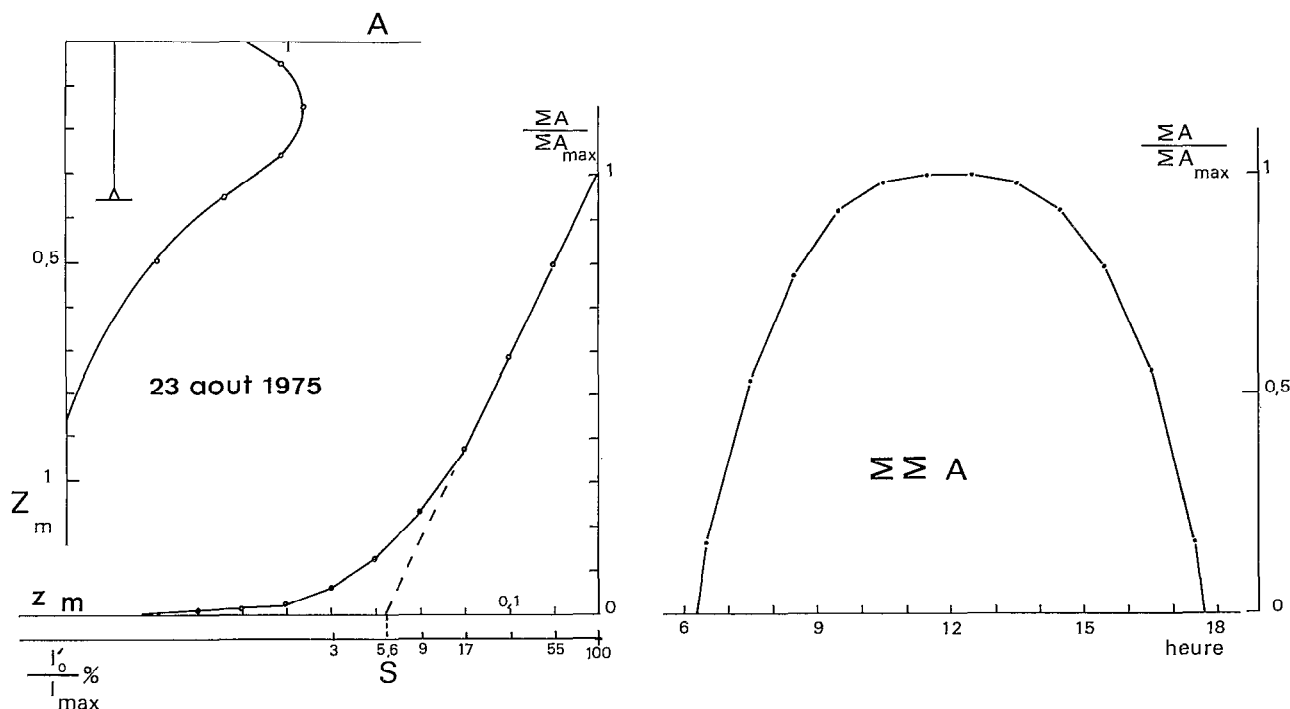 A
ΣA
ΣA max
1
0,5
23 aout 1975
1
Z m
z m
0,1
0
3 5,6 9 17 55 100
S
I'o
I max %
ΣA
ΣA max
1
0,5
ΣΣ A
0
6 9 12 15 18
heure